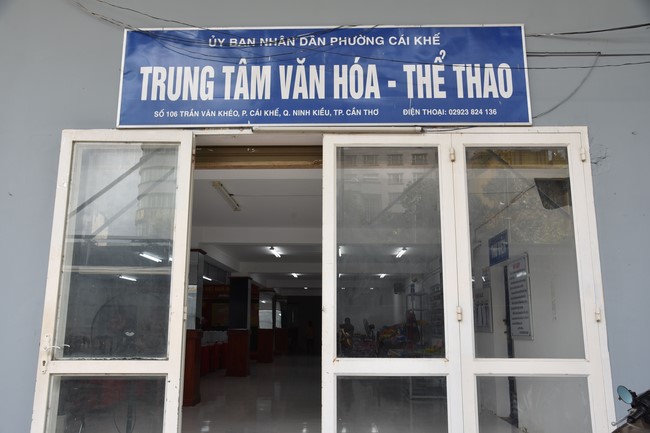 ỦY BAN NHÂN DÂN PHƯỜNG CÁI KHẾ
TRUNG TÂM VĂN HÓA - THỂ THAO
SỐ 106 TRẦN VĂN KHÉO, P. CÁI KHẾ, Q. NINH KIỀU, TP. CẦN THƠ ĐIỆN THOẠI: 02923 824 136